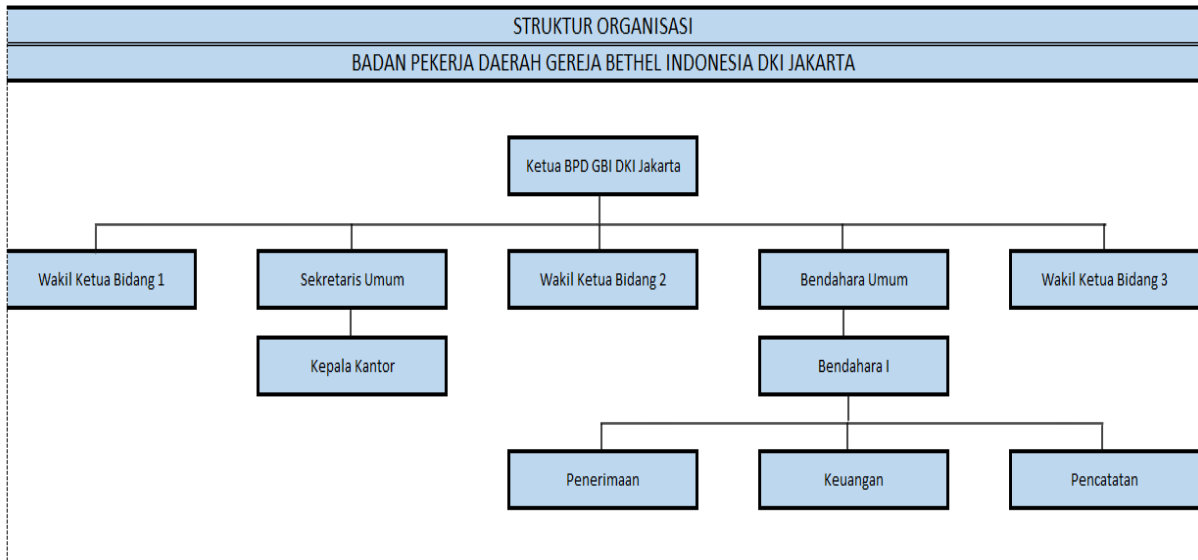 STRUKTUR ORGANISASI
BADAN PEKERJA DAERAH GEREJA BETHEL INDONESIA DKI JAKARTA
Ketua BPD GBI DKI Jakarta
Wakil Ketua Bidang 1
Sekretaris Umum
Wakil Ketua Bidang 2
Bendahara Umum
Wakil Ketua Bidang 3
Kepala Kantor
Bendahara I
Penerimaan
Keuangan
Pencatatan